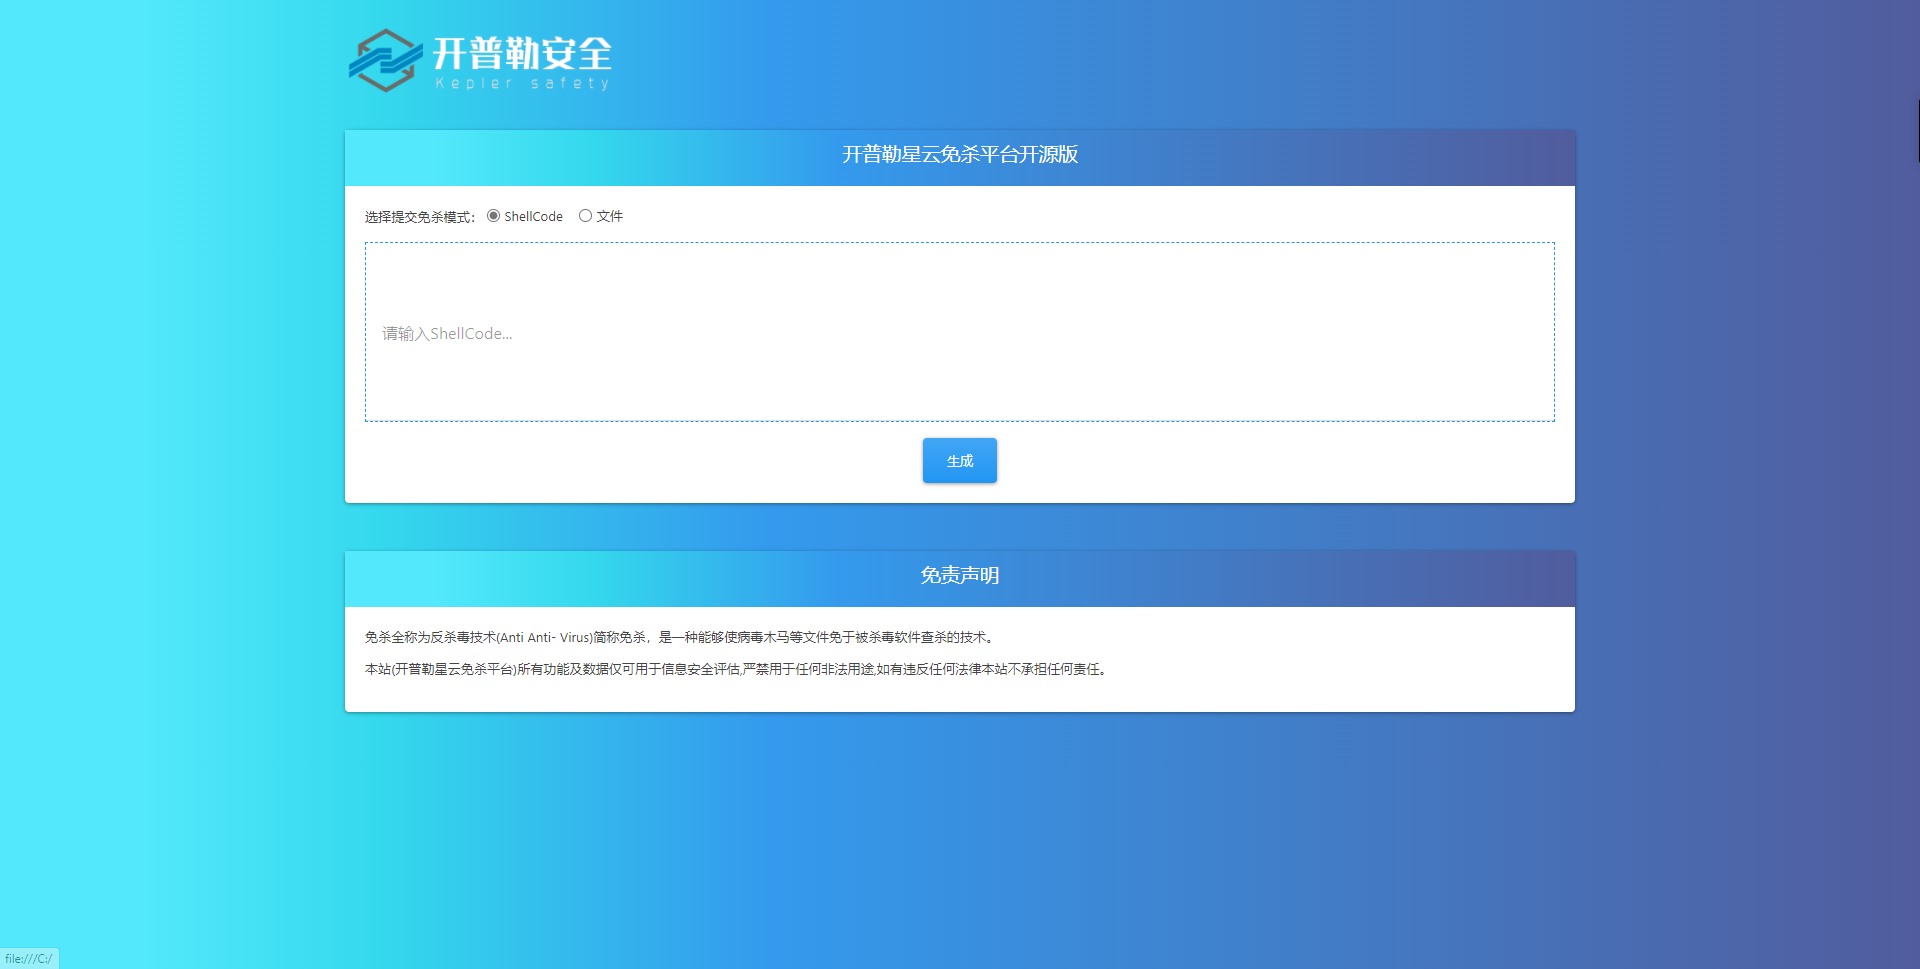 开普勒安全
Kepler safety
开普勒星云免杀平台开源版
选择提交免杀模式： ShellCode 文件
请输入ShellCode...
生成
免责声明
免杀全称为反杀毒技术(Anti Anti- Virus)简称免杀，是一种能够使病毒木马等文件免于被杀毒软件查杀的技术。
本站(开普勒星云免杀平台)所有功能及数据仅可用于信息安全评估,严禁用于任何非法用途,如有违反任何法律本站不承担任何责任。
file:///C:/